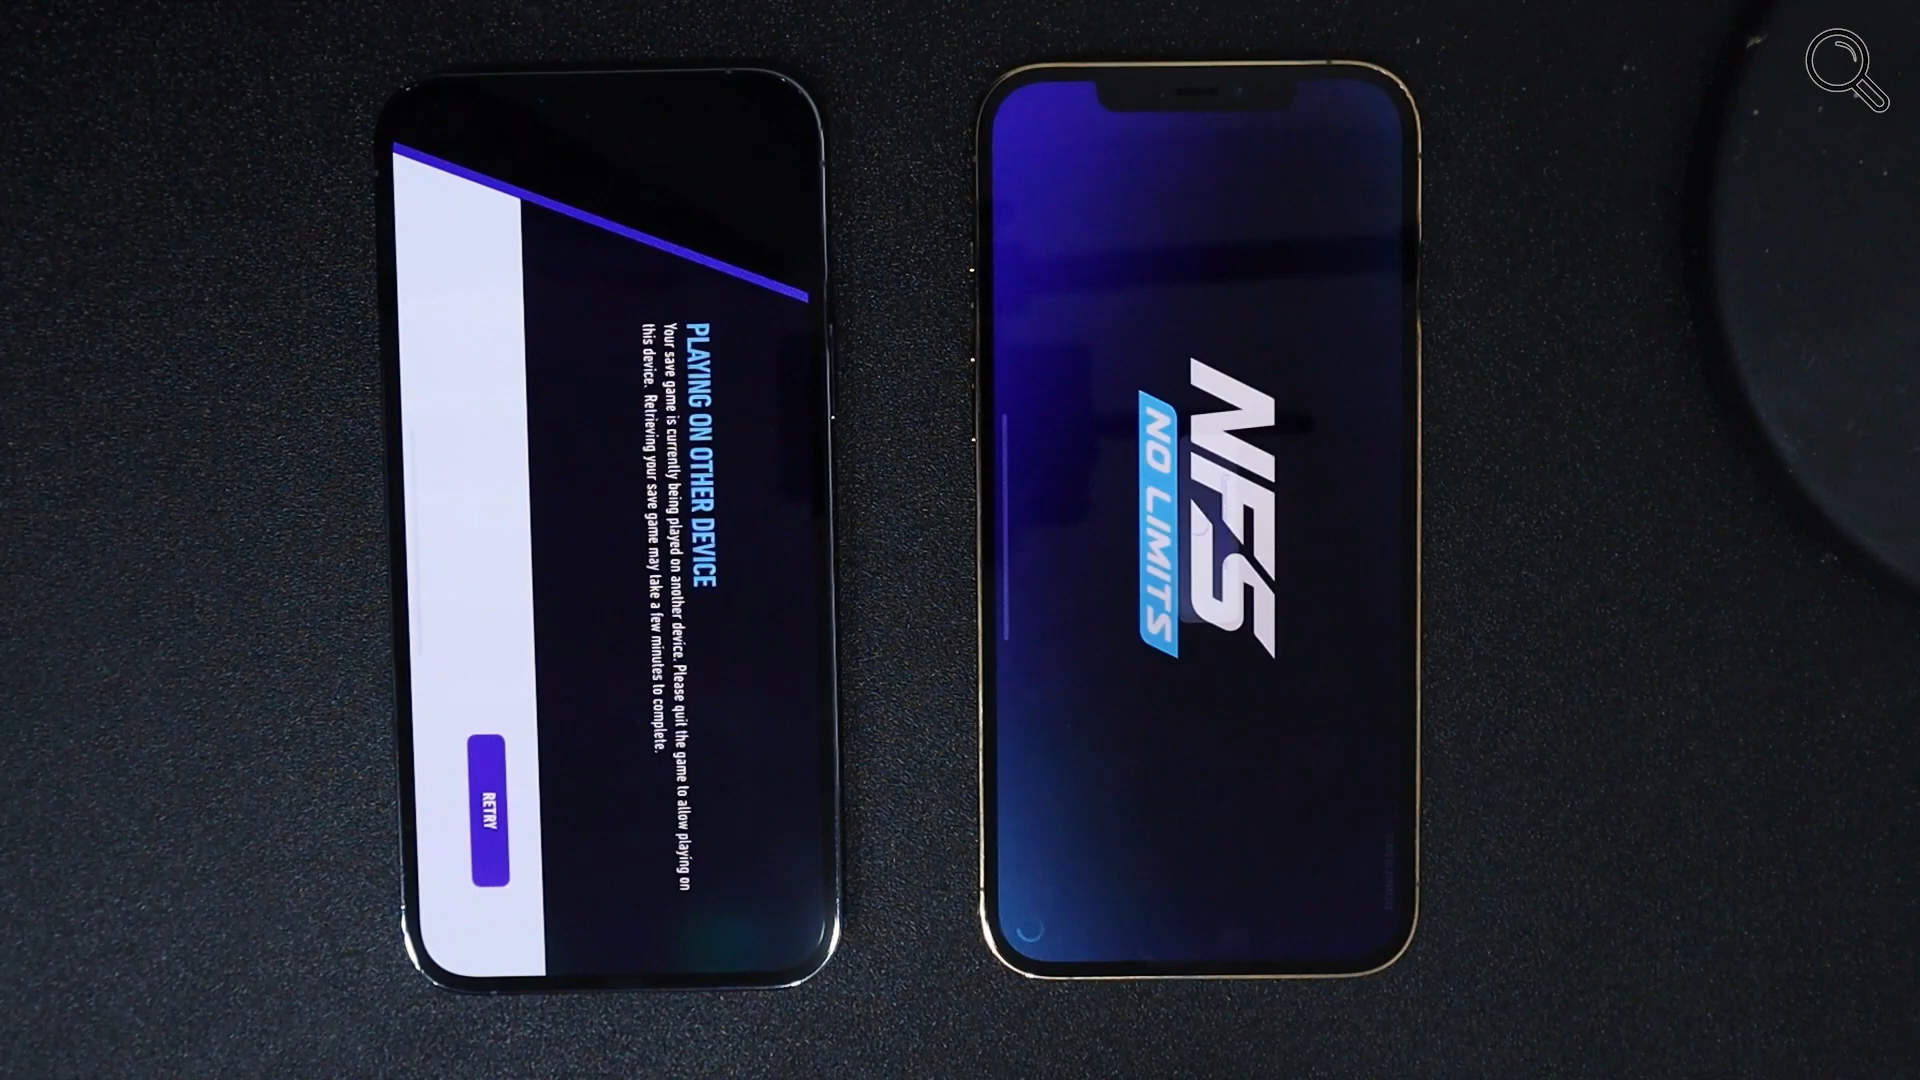 PLAYING ON OTHER DEVICE
Your save game is currently being played on another device. Please quit the game to allow playing on
this device. Retrieving your save game may take a few minutes to complete.
RETRY
NFS
NO LIMITS